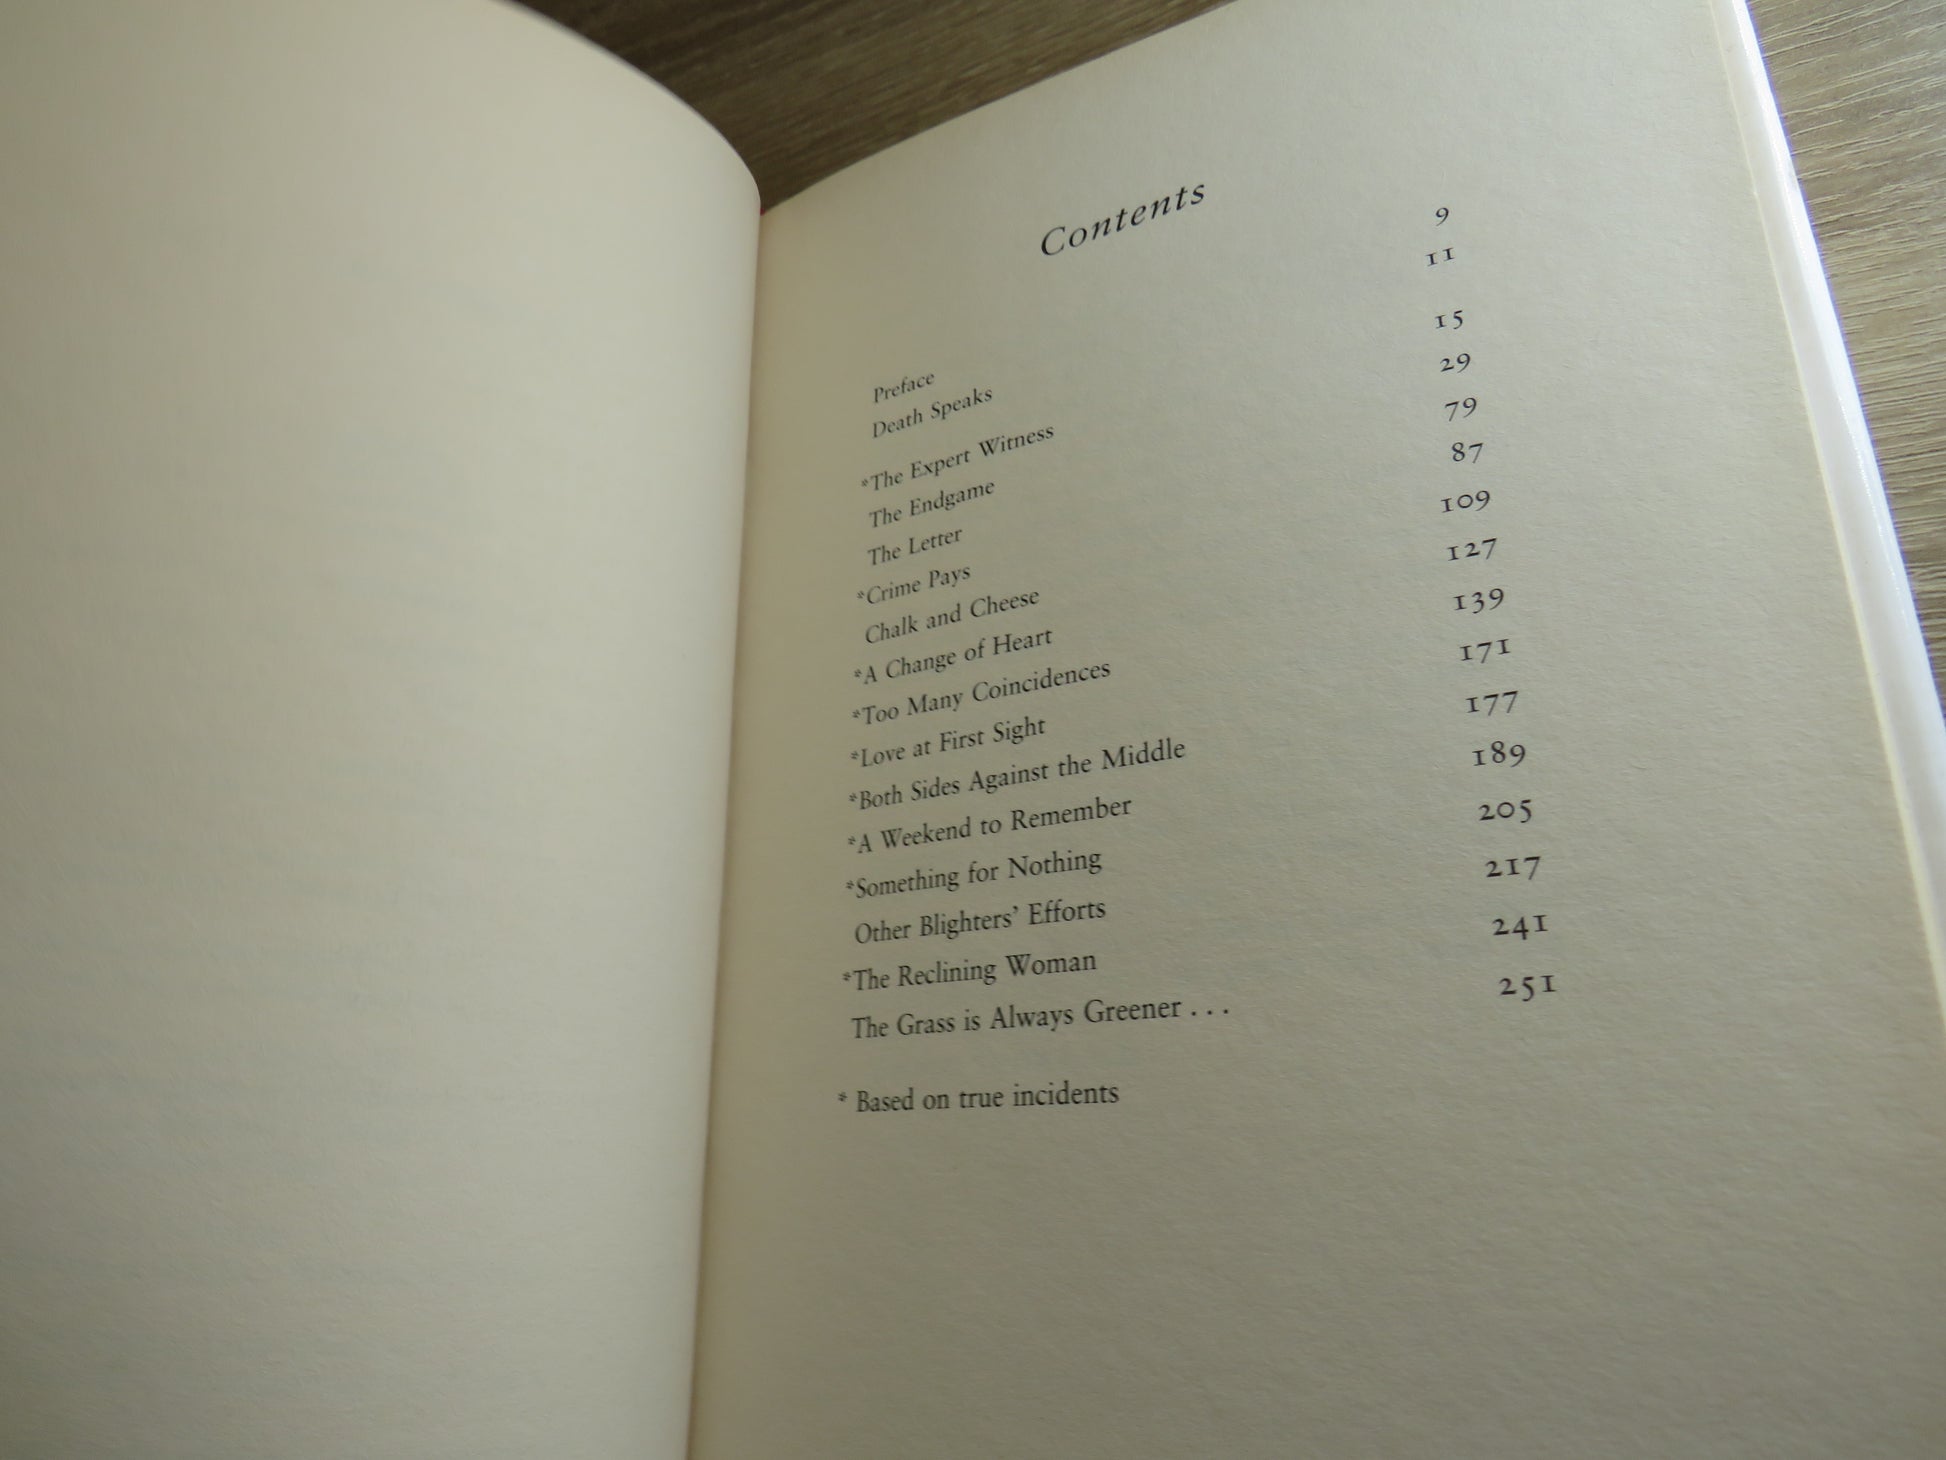 Contents
Preface 9
Death Speaks 11
*The Expert Witness 15
The Endgame 29
The Letter 79
*Crime Pays 87
Chalk and Cheese 109
*A Change of Heart 127
*Too Many Coincidences 139
*Love at First Sight 171
*Both Sides Against the Middle 177
*A Weekend to Remember 189
*Something for Nothing 205
Other Blighters' Efforts 217
*The Reclining Woman 241
The Grass is Always Greener . . . 251
* Based on true incidents